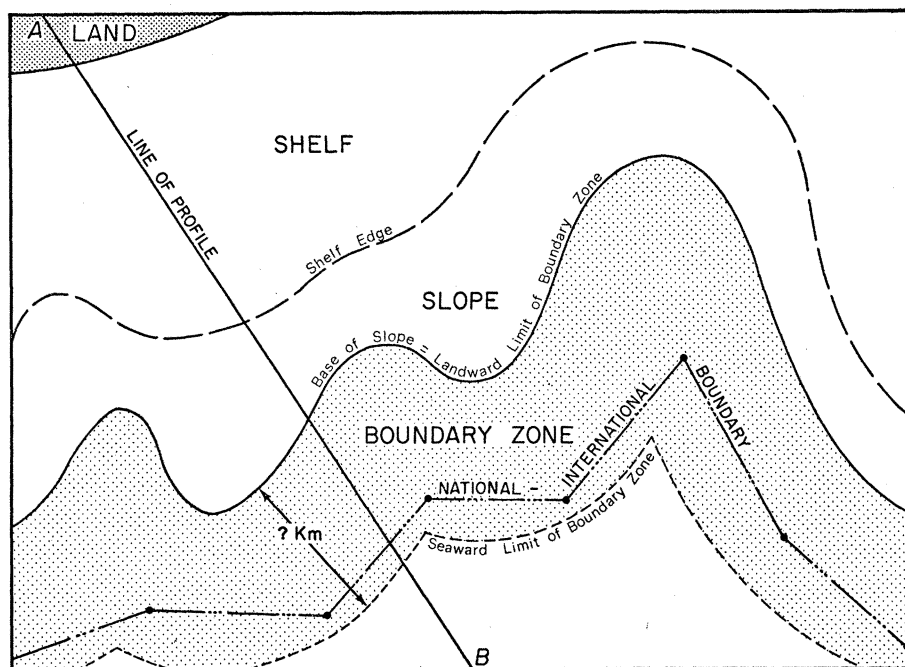 A LAND
LINE OF PROFILE
SHELF
Shelf Edge
SLOPE
Base of Slope = Landward Limit of Boundary Zone
BOUNDARY ZONE
NATIONAL - INTERNATIONAL BOUNDARY
? Km
Seaward Limit of Boundary Zone
B